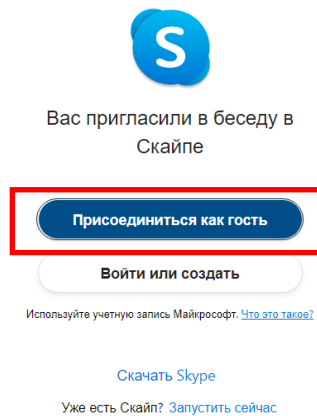 S
Вас пригласили в беседу в
Скайпе
Присоединиться как гость
Войти или создать
Используйте учетную запись Майкрософт. Что это такое?
Скачать Skype
Уже есть Скайп? Запустить сейчас